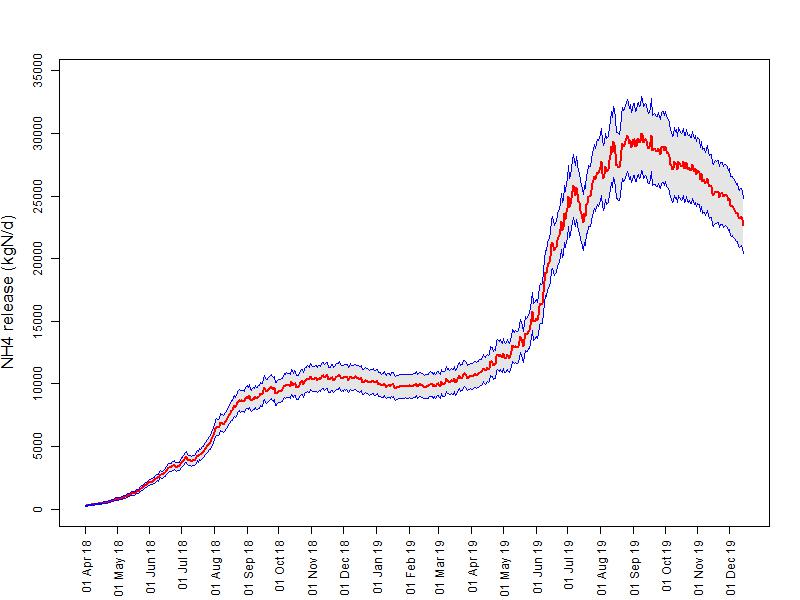 NH4 release (kgN/d)
35000
30000
25000
20000
15000
10000
5000
0
01 Apr 18
01 May 18
01 Jun 18
01 Jul 18
01 Aug 18
01 Sep 18
01 Oct 18
01 Nov 18
01 Dec 18
01 Jan 19
01 Feb 19
01 Mar 19
01 Apr 19
01 May 19
01 Jun 19
01 Jul 19
01 Aug 19
01 Sep 19
01 Oct 19
01 Nov 19
01 Dec 19